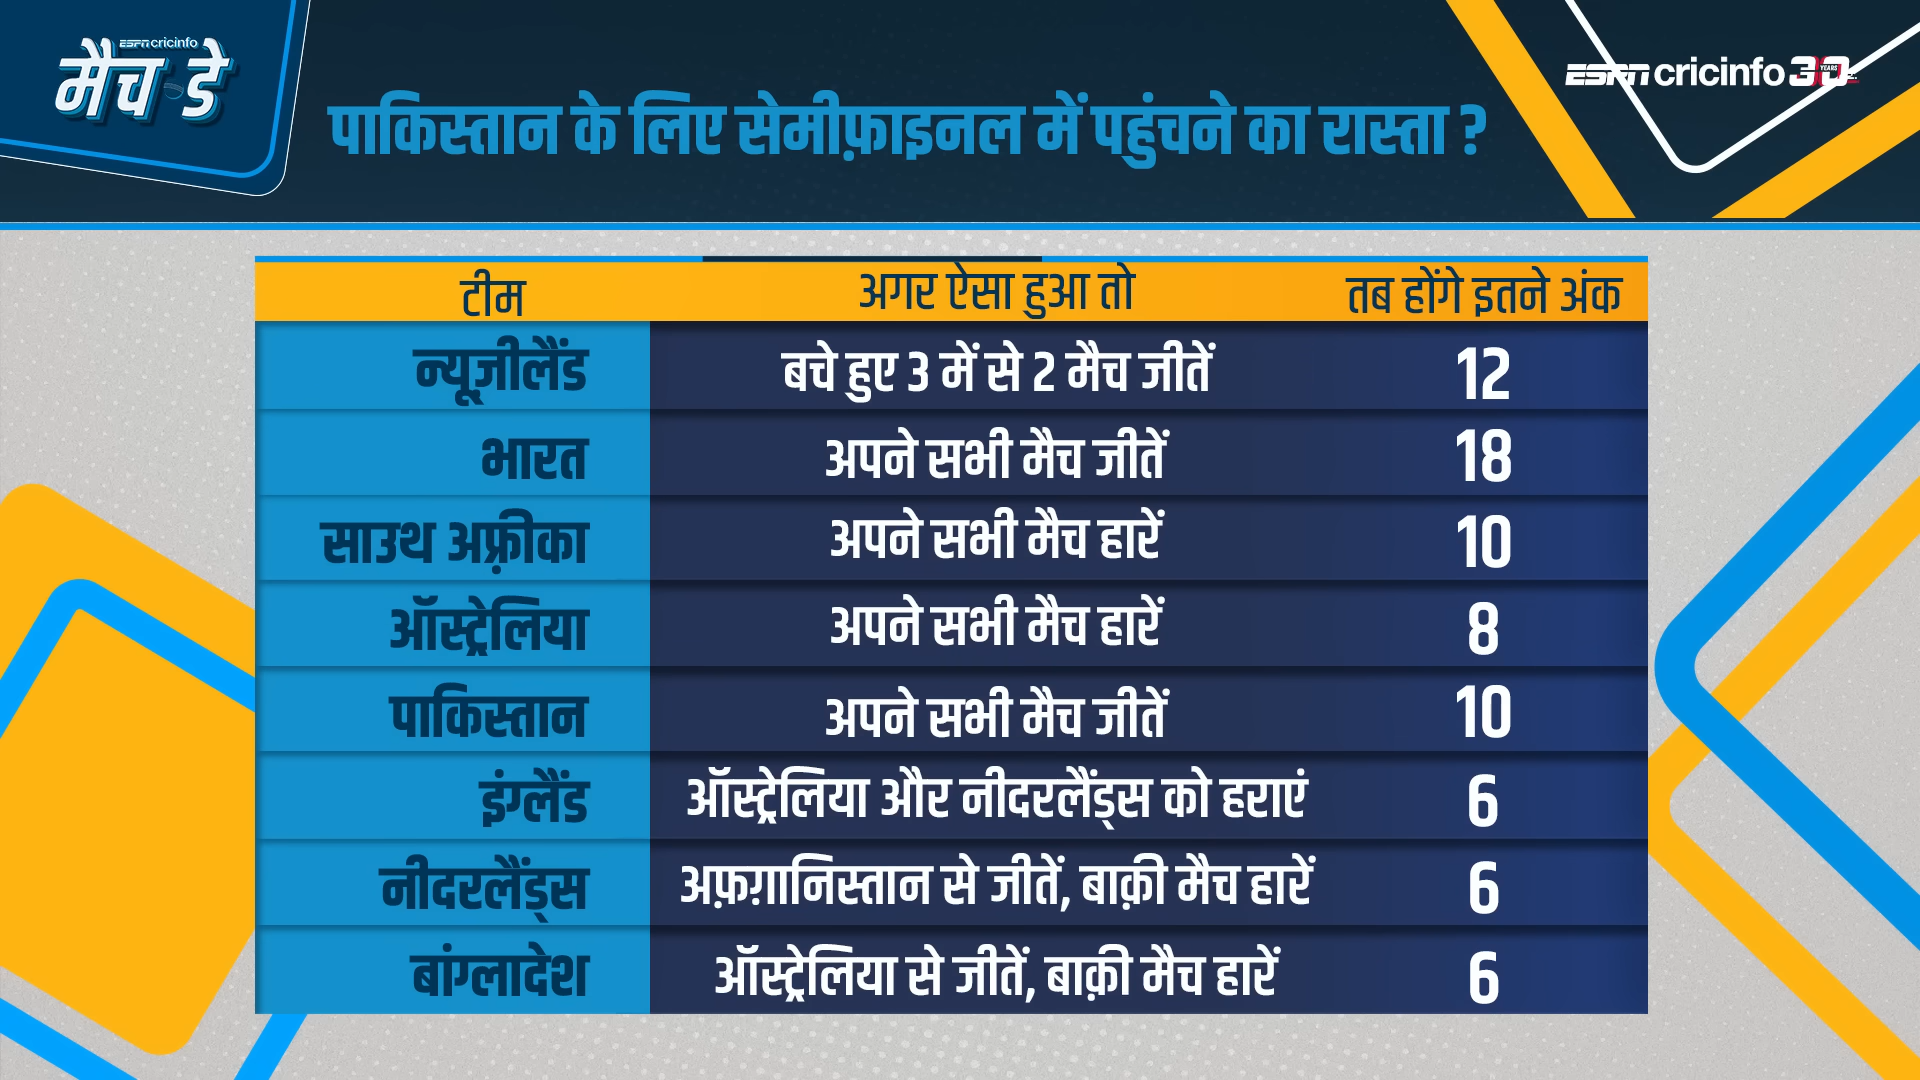 ESPNcricinfo
मैच डे
ESPNcricinfo 30 YEARS
पाकिस्तान के लिए सेमीफ़ाइनल में पहुंचने का रास्ता ?
टीम अगर ऐसा हुआ तो तब होंगे इतने अंक
न्यूज़ीलैंड बचे हुए 3 में से 2 मैच जीतें 12
भारत अपने सभी मैच जीतें 18
साउथ अफ़्रीका अपने सभी मैच हारें 10
ऑस्ट्रेलिया अपने सभी मैच हारें 8
पाकिस्तान अपने सभी मैच जीतें 10
इंग्लैंड ऑस्ट्रेलिया और नीदरलैंड्स को हराएं 6
नीदरलैंड्स अफ़ग़ानिस्तान से जीतें, बाक़ी मैच हारें 6
बांग्लादेश ऑस्ट्रेलिया से जीतें, बाक़ी मैच हारें 6